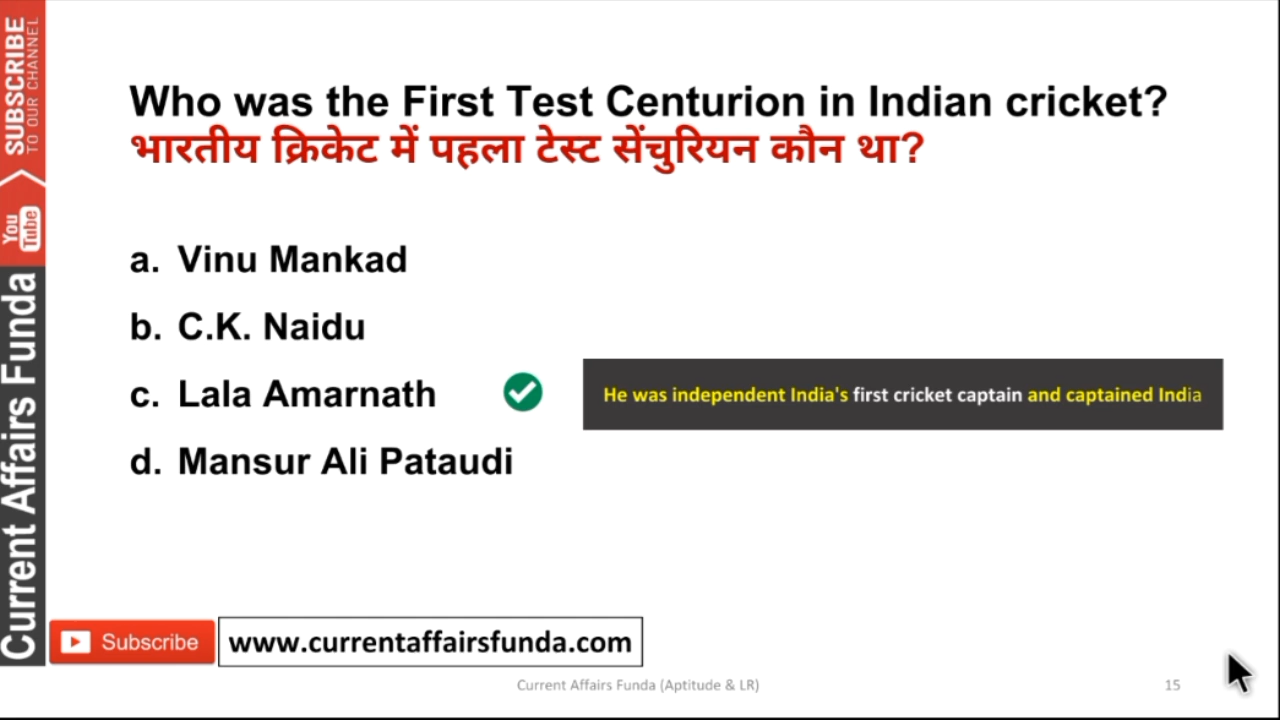 Who was the First Test Centurion in Indian cricket?
भारतीय क्रिकेट में पहला टेस्ट सेंचुरियन कौन था?
a. Vinu Mankad
b. C.K. Naidu
c. Lala Amarnath
He was independent India's first cricket captain and captained India
d. Mansur Ali Pataudi
SUBSCRIBE
TO OUR CHANNEL
You Tube
Current Affairs Funda
Subscribe
www.currentaffairsfunda.com
Current Affairs Funda (Aptitude & LR)
15